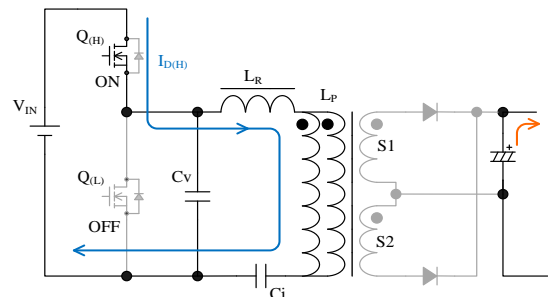 Q(H)
ID(H)
ON
LR
LP
VIN
S1
Q(L)
Cv
+
OFF
S2
Ci